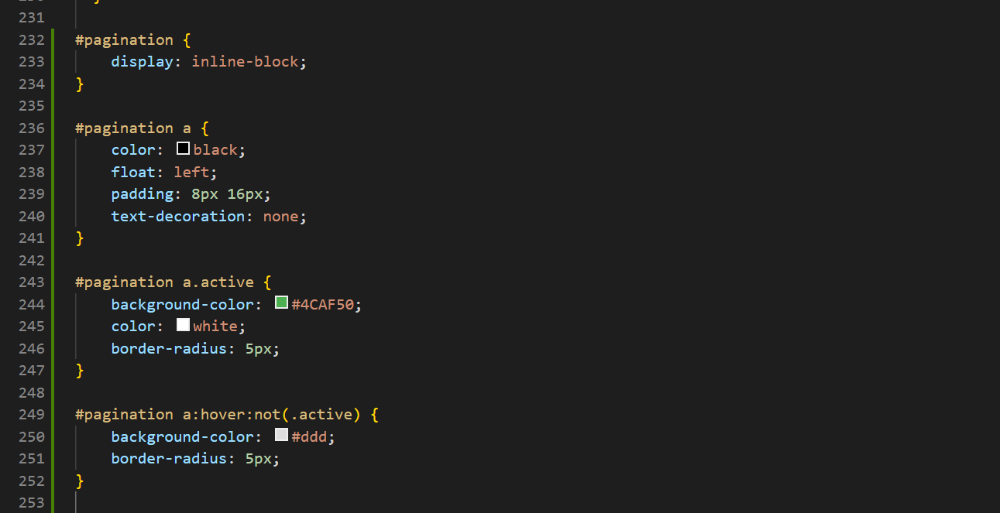 231
232 #pagination {
233 display: inline-block;
234 }
235
236 #pagination a {
237 color: black;
238 float: left;
239 padding: 8px 16px;
240 text-decoration: none;
241 }
242
243 #pagination a.active {
244 background-color: #4CAF50;
245 color: white;
246 border-radius: 5px;
247 }
248
249 #pagination a:hover:not(.active) {
250 background-color: #ddd;
251 border-radius: 5px;
252 }
253